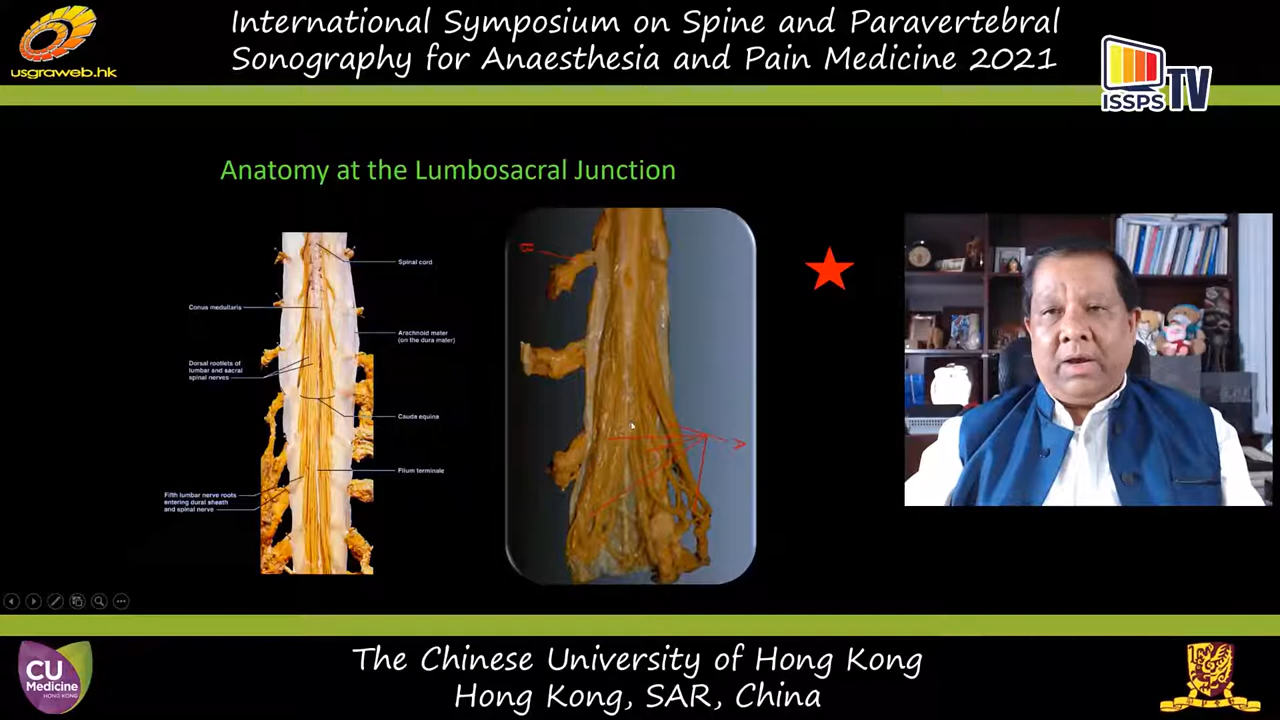 International Symposium on Spine and Paravertebral
Sonography for Anaesthesia and Pain Medicine 2021
usgraweb.hk
ISSPS TV
Anatomy at the Lumbosacral Junction
Spinal cord
Conus medullaris
Arachnoid mater
(on the dura mater)
Dorsal rootlets of
lumbar and sacral
spinal nerves
Cauda equina
Filum terminale
Fifth lumbar nerve roots
entering dural sheath
and spinal nerve
B
A
CU
Medicine
HONG KONG
The Chinese University of Hong Kong
Hong Kong, SAR, China